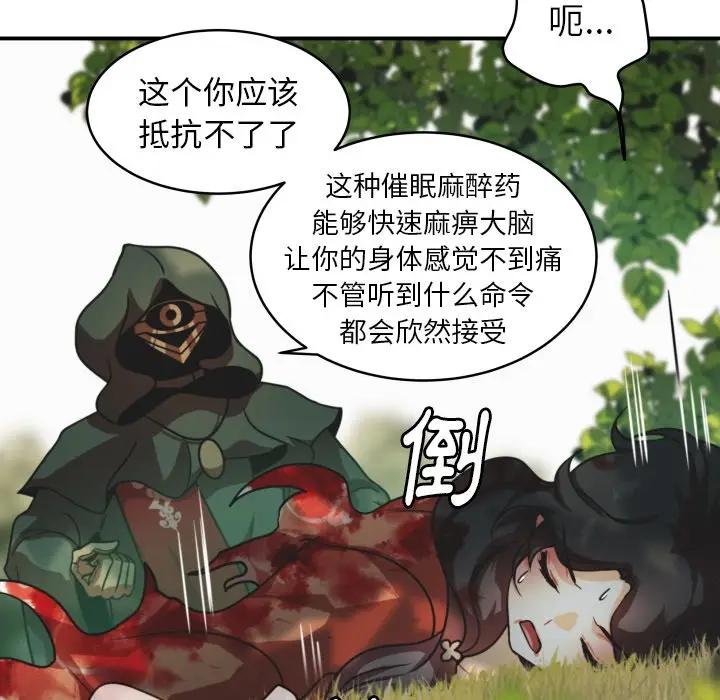 呃...
这个你应该
抵抗不了了
这种催眠麻醉药
能够快速麻痹大脑
让你的身体感觉不到痛
不管听到什么命令
都会欣然接受
倒